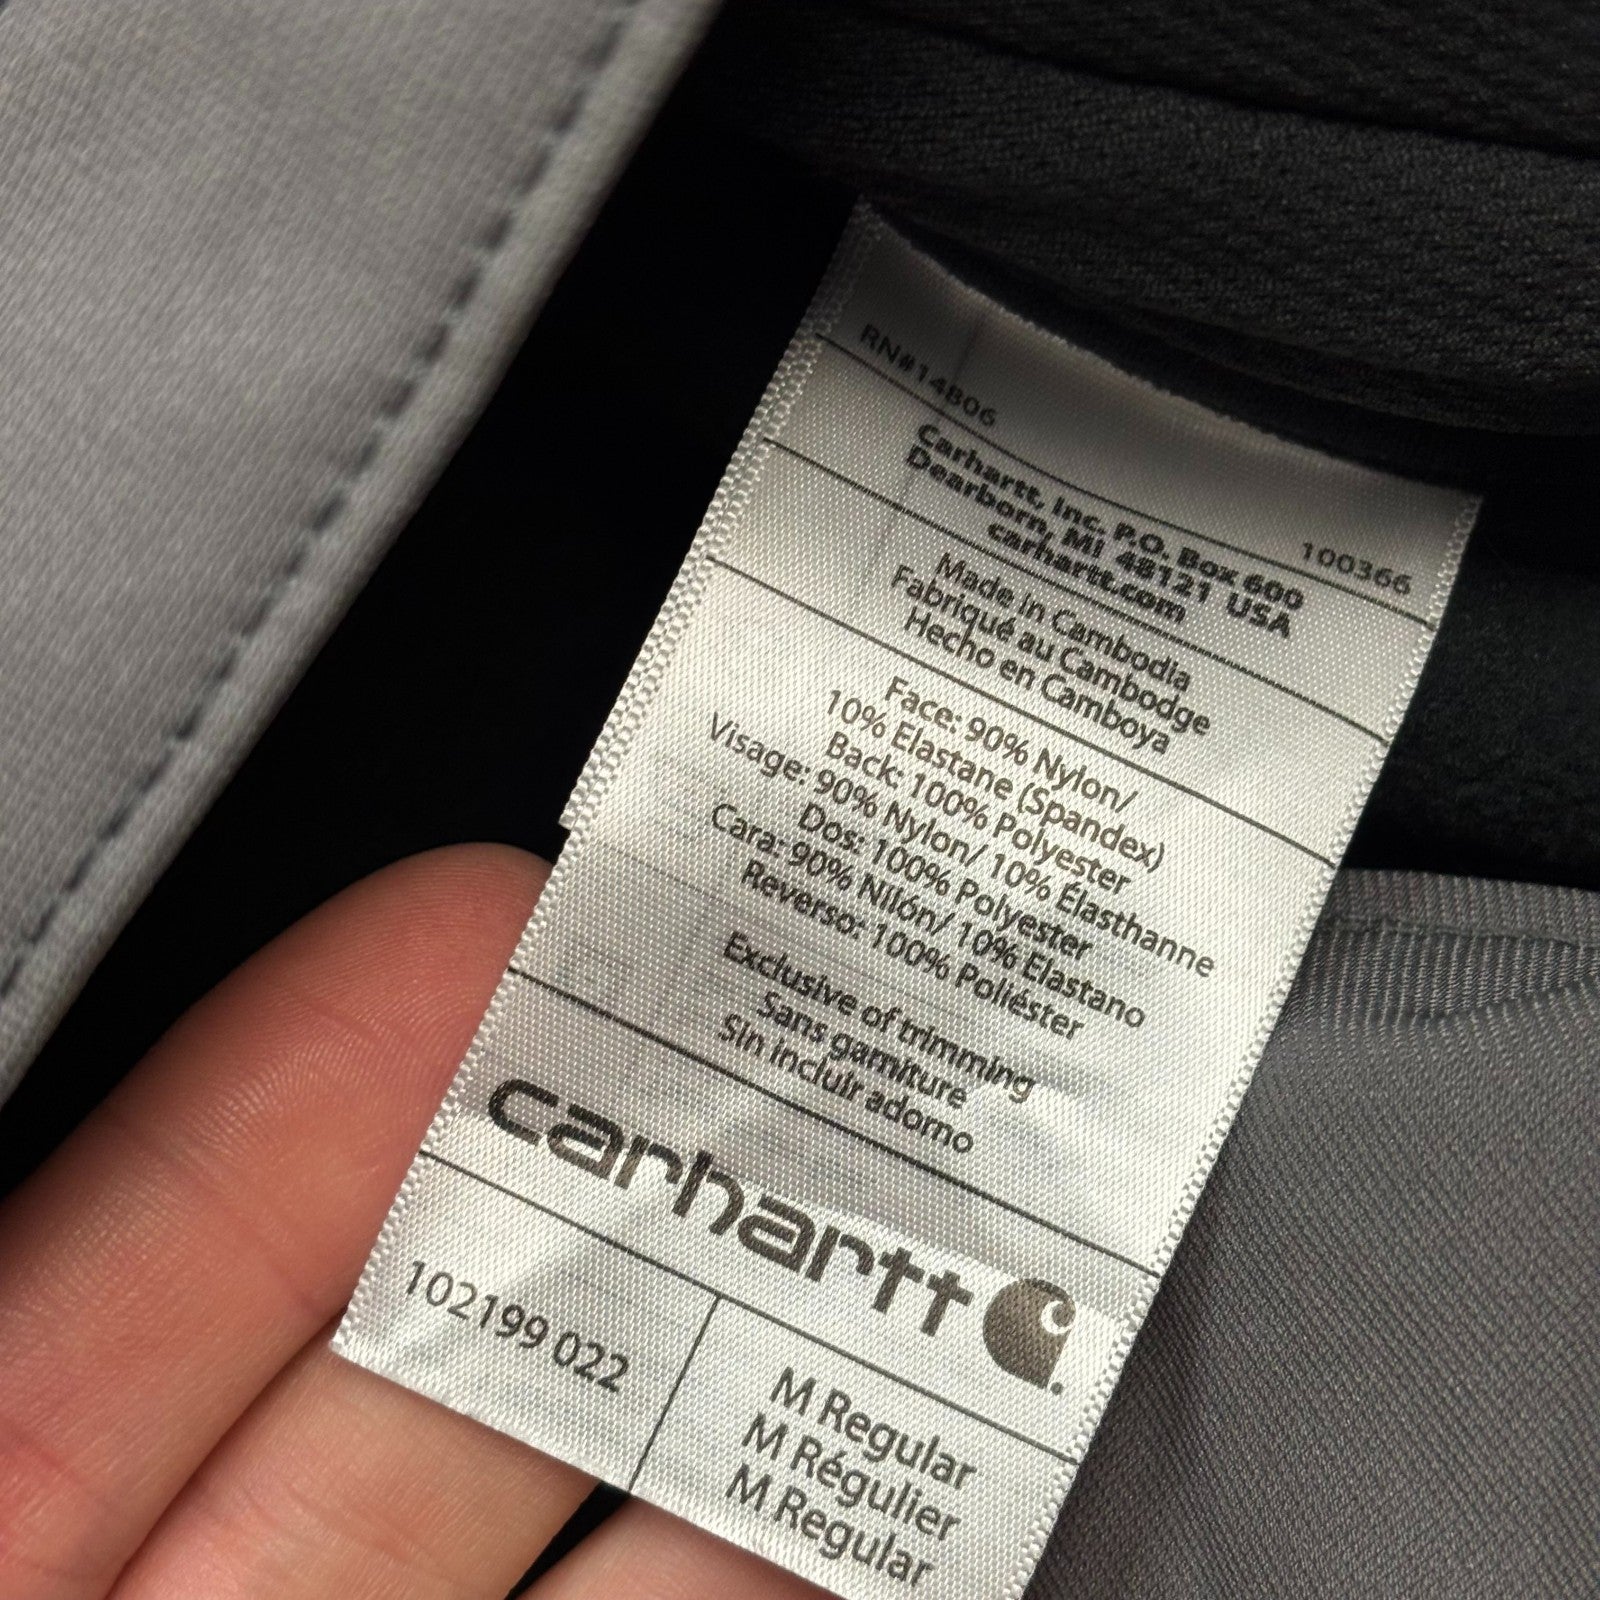 RN#14806
100366
Carhartt, Inc. P.O. Box 600
Dearborn, MI 48121 USA
carhartt.com
Made in Cambodia
Fabriqué au Cambodge
Hecho en Camboya
Face: 90% Nylon/
10% Elastane (Spandex)
Back: 100% Polyester
Visage: 90% Nylon/ 10% Élasthanne
Dos: 100% Polyester
Cara: 90% Nilón/ 10% Elastano
Reverso: 100% Poliéster
Exclusive of trimming
Sans garniture
Sin incluir adorno
carhartt
102199 022
M Regular
M Régulier
M Regular